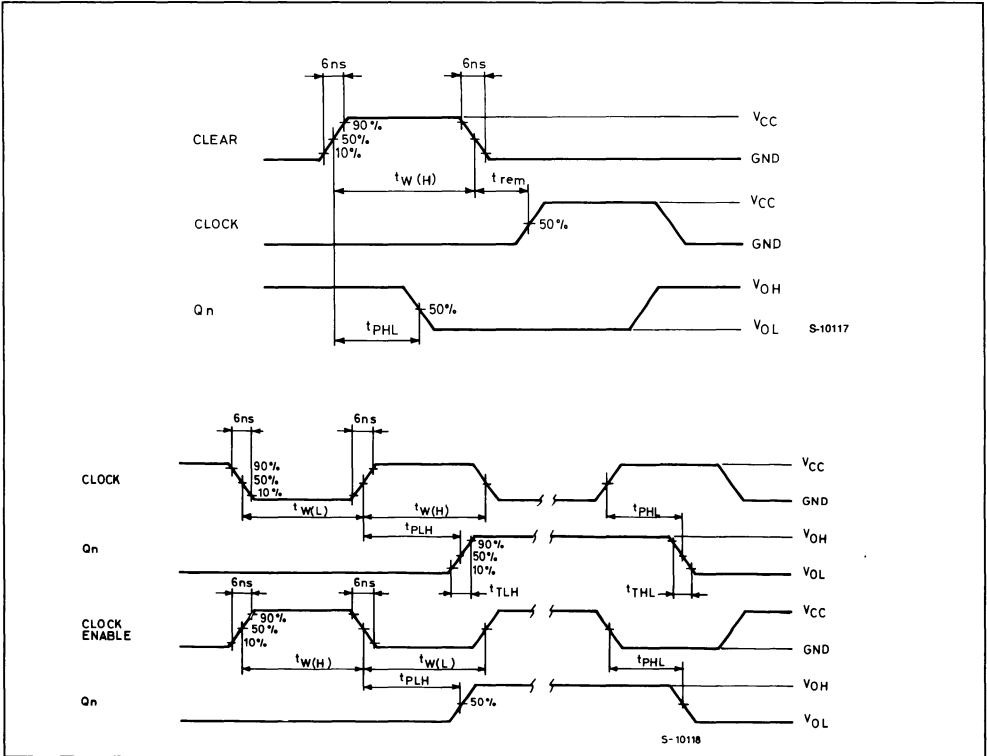 6ns 6ns
VCC
90%
CLEAR 50%
10%
GND
tW(H) trem
VCC
CLOCK 50%
GND
VOH
Qn 50%
tPHL VOL S-10117
6ns 6ns
90% VCC
CLOCK 50%
10% GND
tW(L) tW(H) tPHL
tPLH VOH
Qn 90%
50%
10% VOL
6ns 6ns tTLH tTHL
VCC
90%
CLOCK 50%
ENABLE 10%
GND
tW(H) tW(L) tPHL
tPLH VOH
Qn 50%
VOL
S-10118